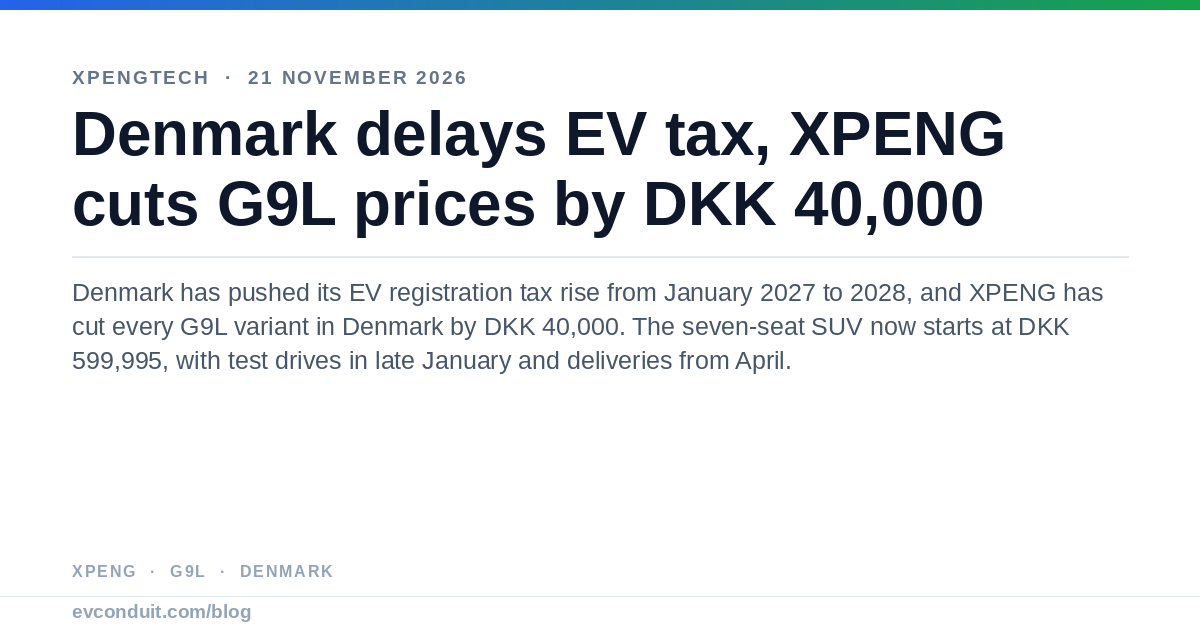 XPENGTECH · 21 NOVEMBER 2026
Denmark delays EV tax, XPENG
cuts G9L prices by DKK 40,000
Denmark has pushed its EV registration tax rise from January 2027 to 2028, and XPENG has
cut every G9L variant in Denmark by DKK 40,000. The seven-seat SUV now starts at DKK
599,995, with test drives in late January and deliveries from April.
XPENG · G9L · DENMARK
evconduit.com/blog